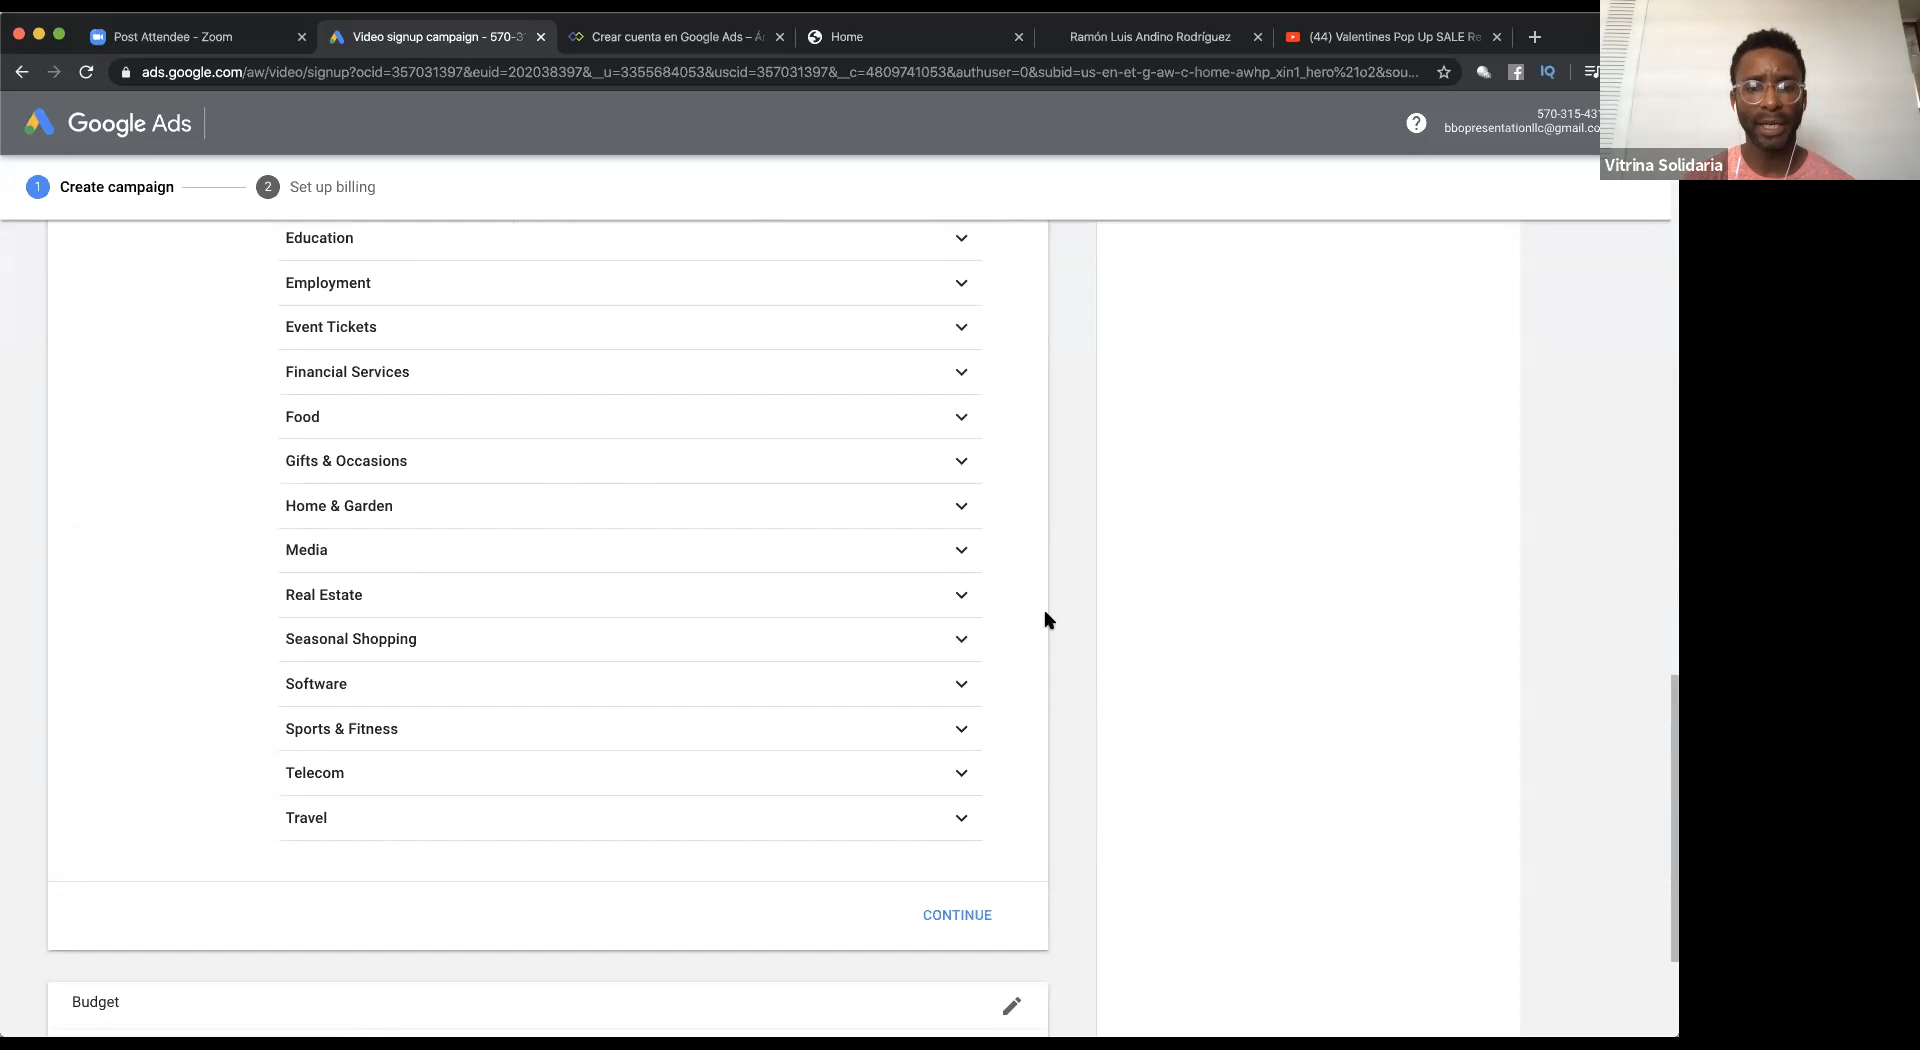 Post Attendee - Zoom
Video signup campaign - 570-3
Crear cuenta en Google Ads –
Home
Ramón Luis Andino Rodríguez
(44) Valentines Pop Up SALE Re
ads.google.com/aw/video/signup?ocid=357031397&euid=202038397&__u=3355684053&uscid=357031397&__c=4809741053&authuser=0&subid=us-en-et-g-aw-c-home-awhp_xin1_hero%21o2&sou...
IQ
Google Ads
570-315-437
bbopresentationllc@gmail.co
Vitrina Solidaria
1 Create campaign
2 Set up billing
Education
Employment
Event Tickets
Financial Services
Food
Gifts & Occasions
Home & Garden
Media
Real Estate
Seasonal Shopping
Software
Sports & Fitness
Telecom
Travel
CONTINUE
Budget